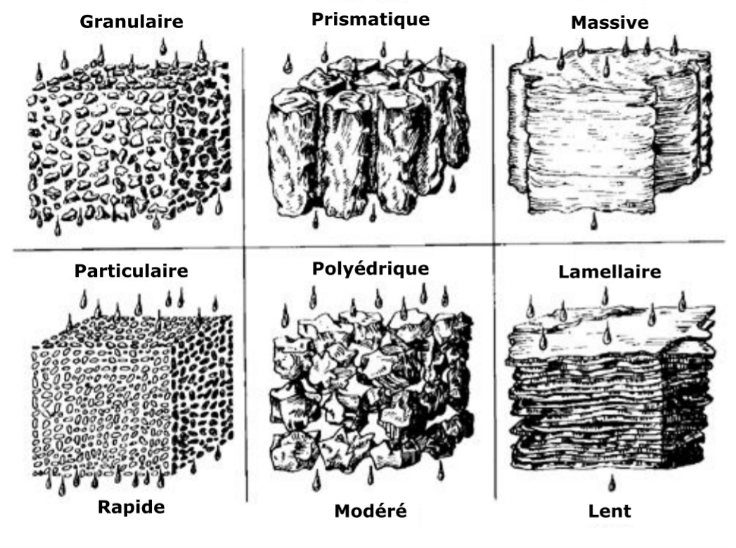 Granulaire
Prismatique
Massive
Particulaire
Polyédrique
Lamellaire
Rapide
Modéré
Lent